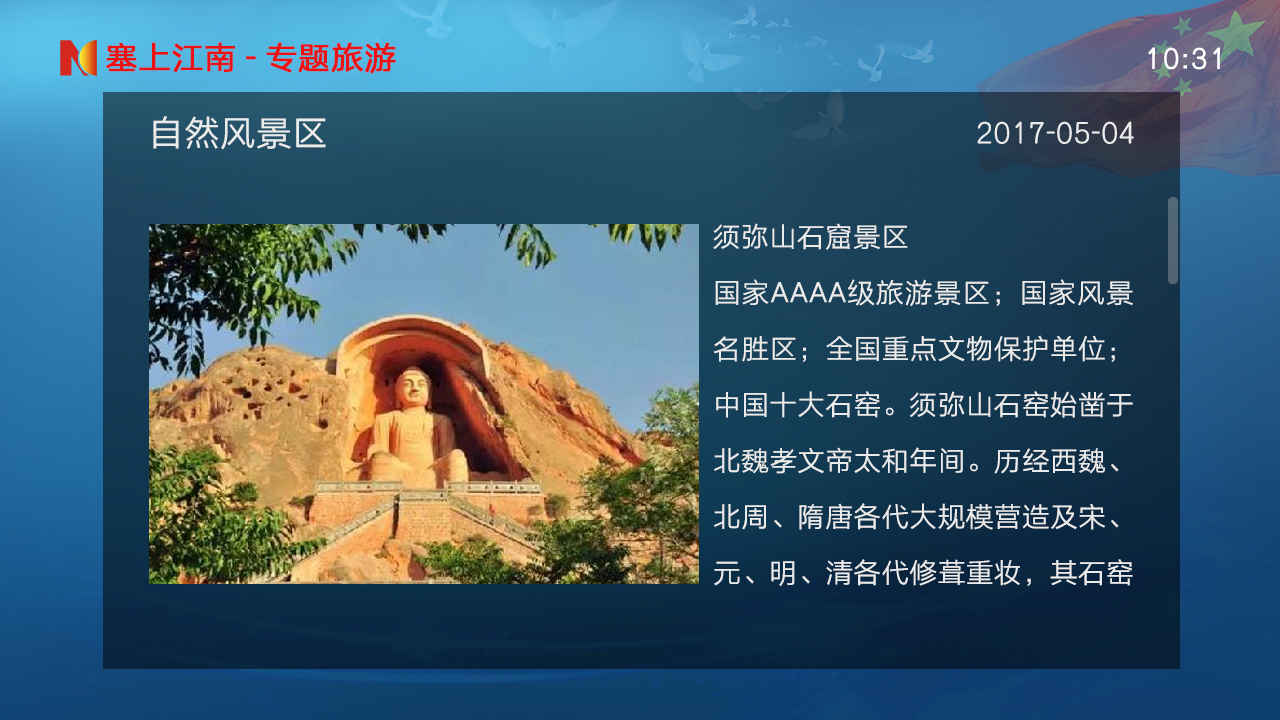 塞上江南 - 专题旅游
10:31
自然风景区
2017-05-04
须弥山石窟景区
国家AAAA级旅游景区；国家风景
名胜区；全国重点文物保护单位；
中国十大石窑。须弥山石窑始凿于
北魏孝文帝太和年间。历经西魏、
北周、隋唐各代大规模营造及宋、
元、明、清各代修葺重妆，其石窑